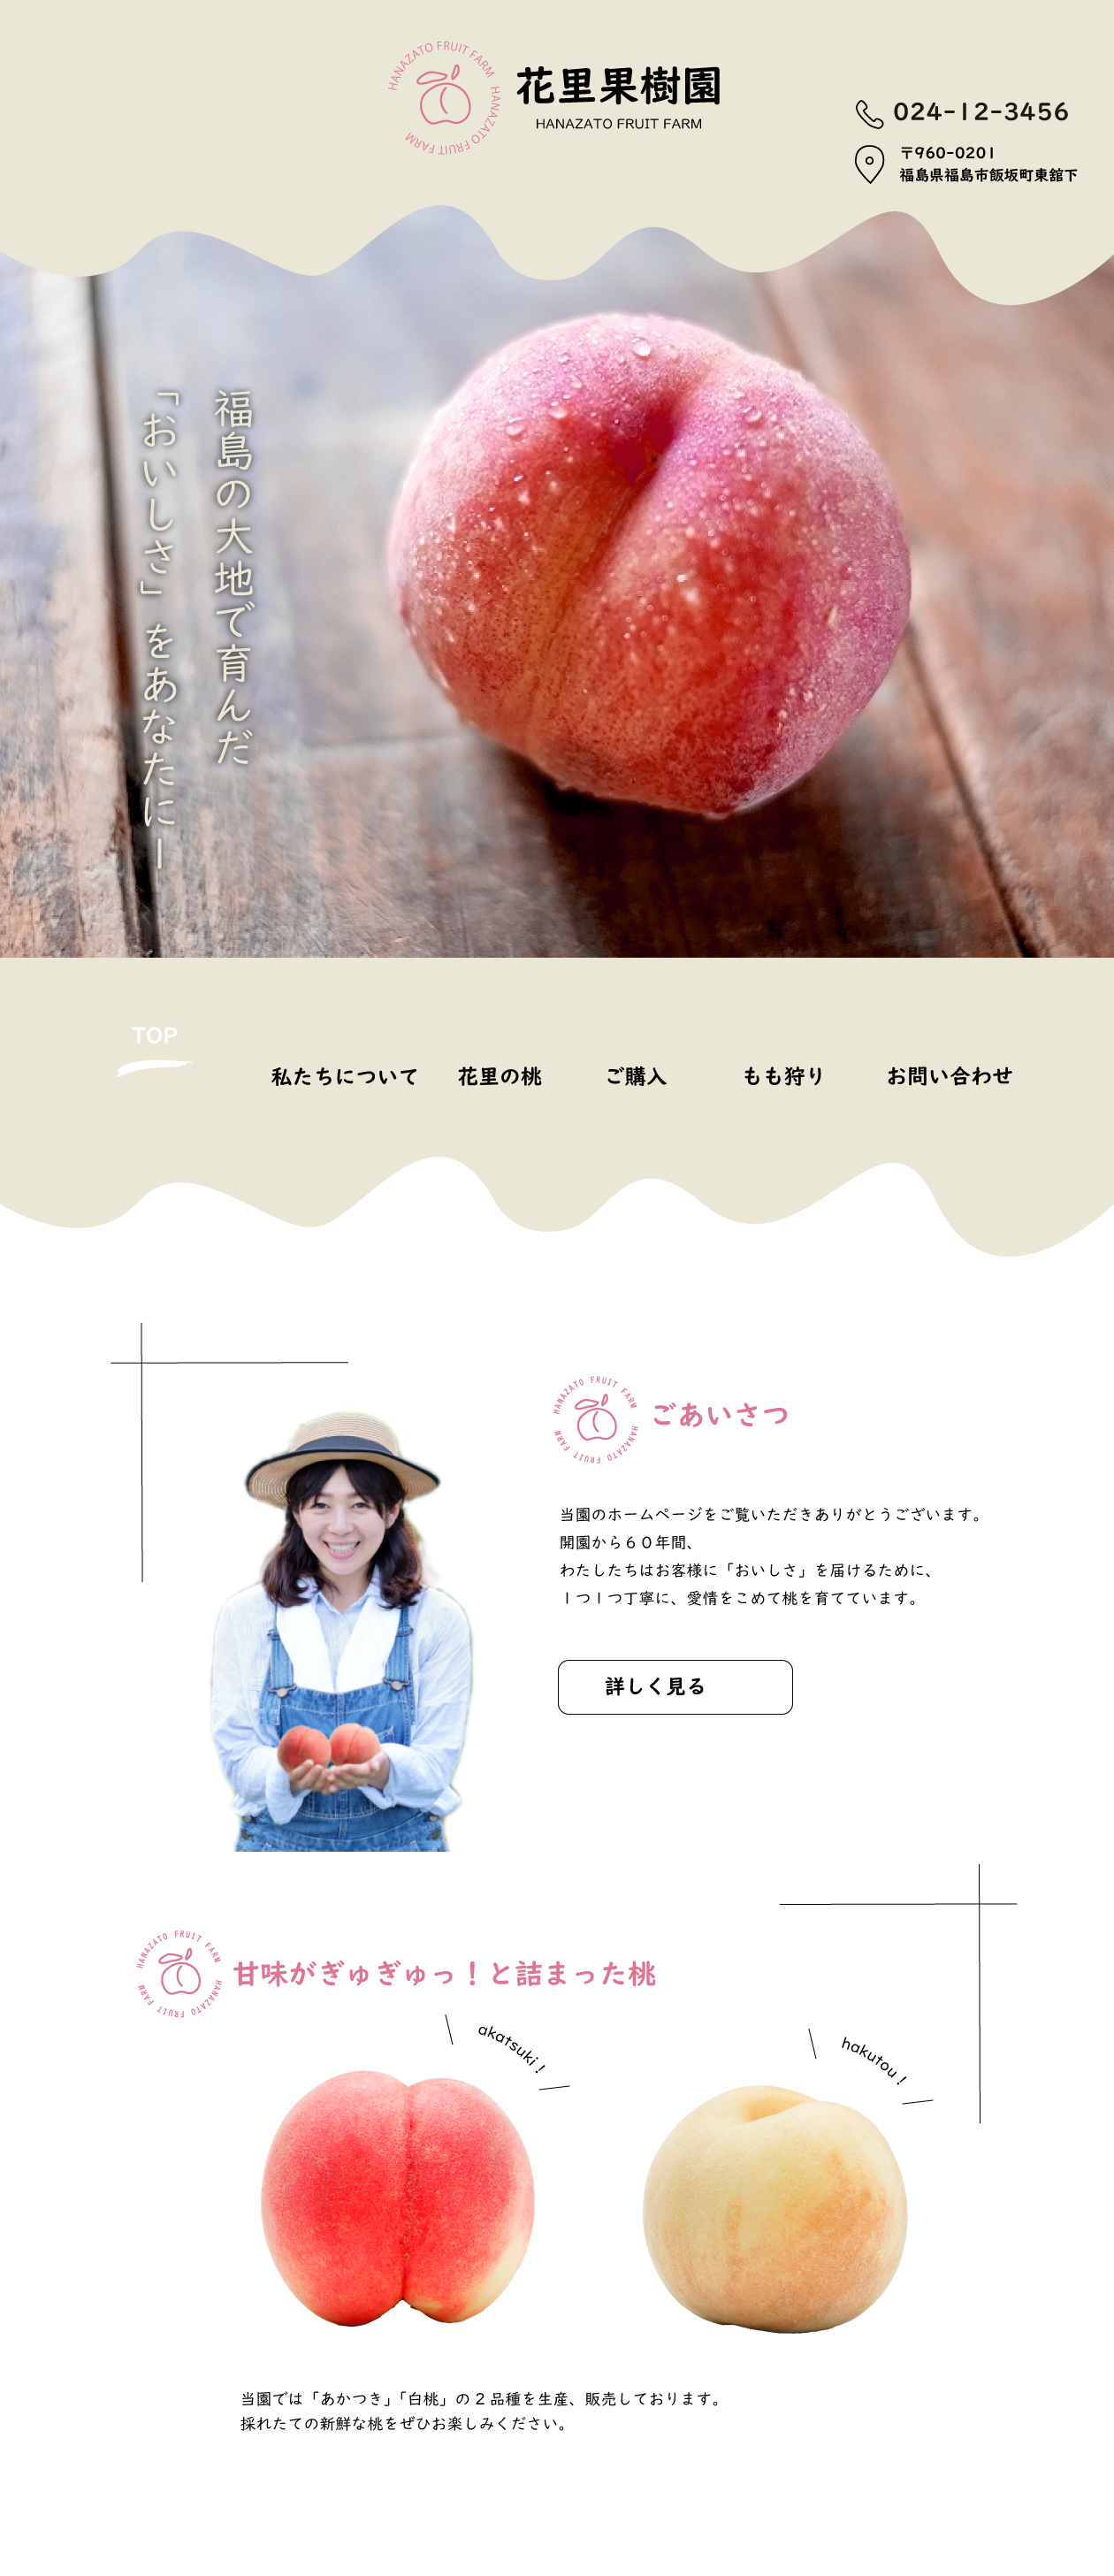 HANAZATO FRUIT FARM HANAZATO FRUIT FARM
花里果樹園
HANAZATO FRUIT FARM
024-12-3456
〒960-0201
福島県福島市飯坂町東舘下
福島の大地で育んだ
「おいしさ」をあなたにー
TOP
私たちについて
花里の桃
ご購入
もも狩り
お問い合わせ
HANAZATO FRUIT FARM HANAZATO FRUIT FARM
ごあいさつ
当園のホームページをご覧いただきありがとうございます。
開園から６０年間、
わたしたちはお客様に「おいしさ」を届けるために、
１つ１つ丁寧に、愛情をこめて桃を育てています。
詳しく見る
HANAZATO FRUIT FARM HANAZATO FRUIT FARM
甘味がぎゅぎゅっ！と詰まった桃
akatsuki！
hakutou！
当園では「あかつき」「白桃」の２品種を生産、販売しております。
採れたての新鮮な桃をぜひお楽しみください。